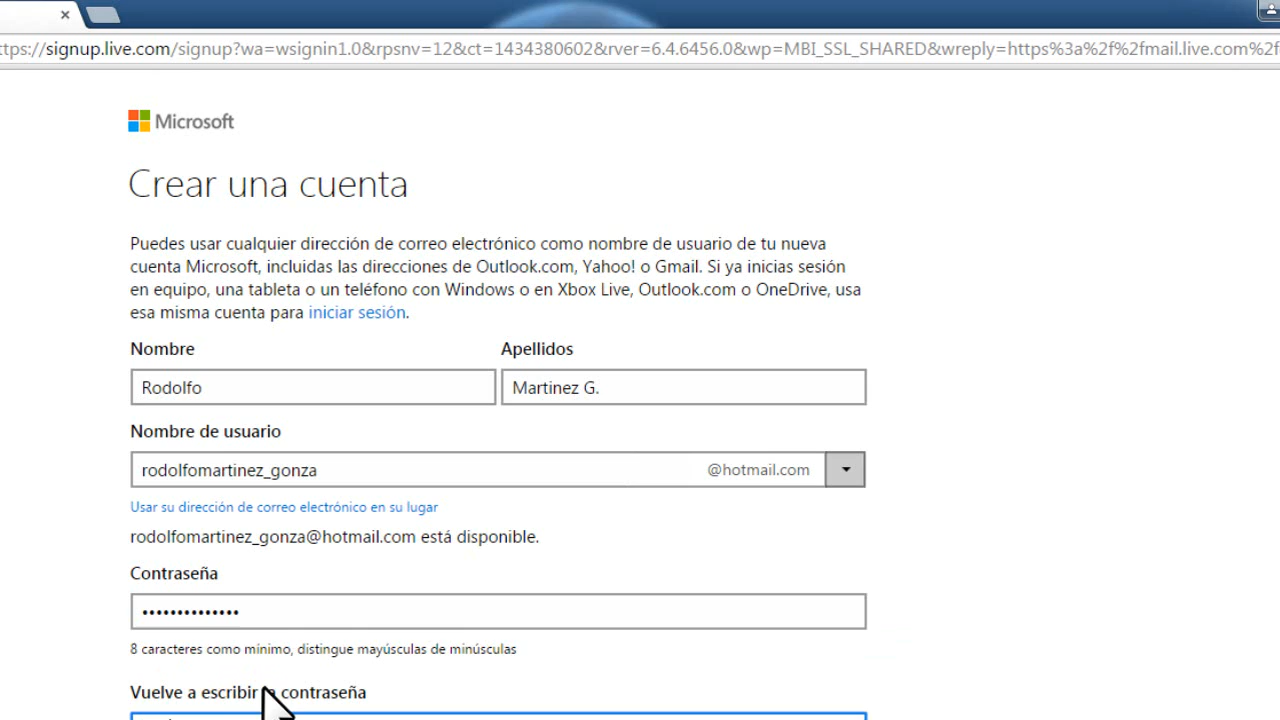 ttps://signup.live.com/signup?wa=wsignin1.0&rpsnv=12&ct=1434380602&rver=6.4.6456.0&wp=MBI_SSL_SHARED&wreply=https%3a%2f%2fmail.live.com%2f
Microsoft
Crear una cuenta
Puedes usar cualquier dirección de correo electrónico como nombre de usuario de tu nueva
cuenta Microsoft, incluidas las direcciones de Outlook.com, Yahoo! o Gmail. Si ya inicias sesión
en equipo, una tableta o un teléfono con Windows o en Xbox Live, Outlook.com o OneDrive, usa
esa misma cuenta para iniciar sesión.
Nombre Apellidos
Rodolfo Martinez G.
Nombre de usuario
rodolfomartinez_gonza @hotmail.com
Usar su dirección de correo electrónico en su lugar
rodolfomartinez_gonza@hotmail.com está disponible.
Contraseña
••••••••••••••
8 caracteres como mínimo, distingue mayúsculas de minúsculas
Vuelve a escribir contraseña